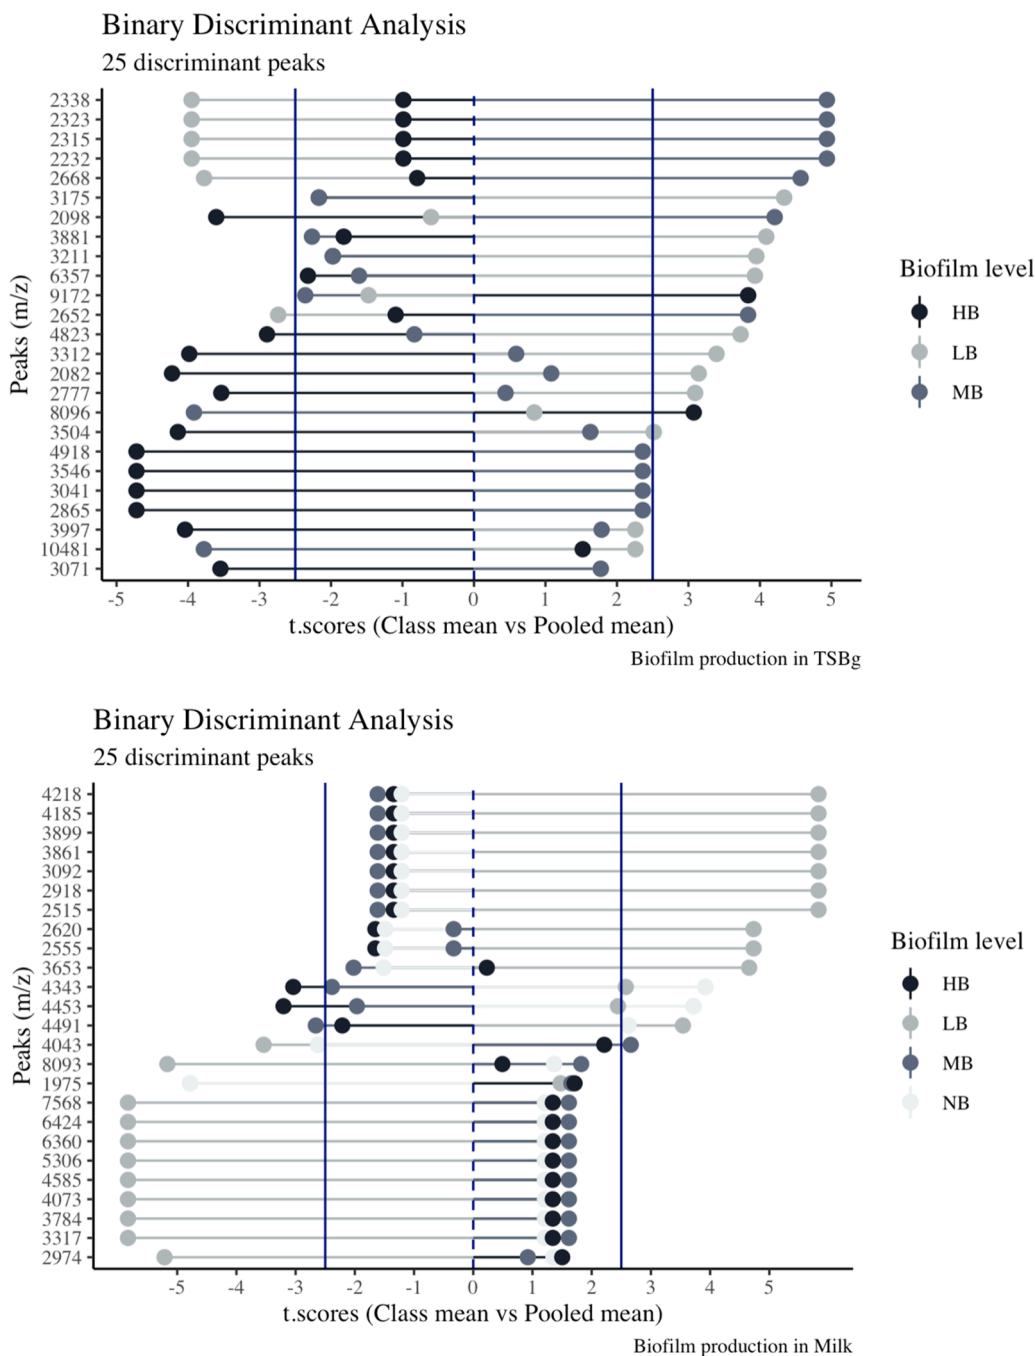 Binary Discriminant Analysis
25 discriminant peaks
2338
2323
2315
2232
2668
3175
2098
3881
3211
6357
9172
2652
4823
3312
2082
2777
8096
3504
4918
3546
3041
2865
3997
10481
3071
Peaks (m/z)
-5 -4 -3 -2 -1 0 1 2 3 4 5
t.scores (Class mean vs Pooled mean)
Biofilm production in TSBg
Biofilm level
HB
LB
MB
Binary Discriminant Analysis
25 discriminant peaks
4218
4185
3899
3861
3092
2918
2515
2620
2555
3653
4343
4453
4491
4043
8093
1975
7568
6424
6360
5306
4585
4073
3784
3317
2974
Peaks (m/z)
-5 -4 -3 -2 -1 0 1 2 3 4 5
t.scores (Class mean vs Pooled mean)
Biofilm production in Milk
Biofilm level
HB
LB
MB
NB